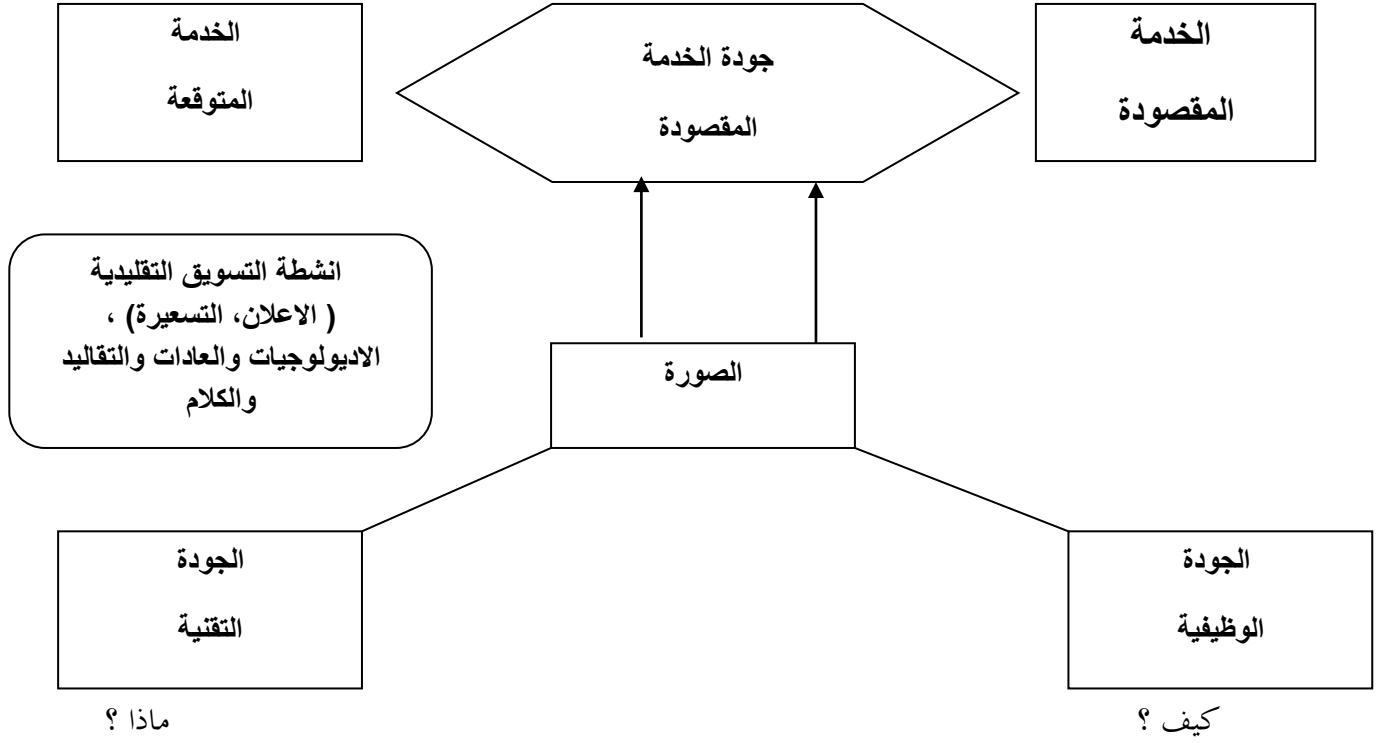 الخدمة
المتوقعة
جودة الخدمة
المقصودة
الخدمة
المقصودة
انشطة التسويق التقليدية
( الاعلان، التسعيرة) ،
الاديولوجيات والعادات والتقاليد
والكلام
الصورة
الجودة
التقنية
الجودة
الوظيفية
ماذا ؟
كيف ؟